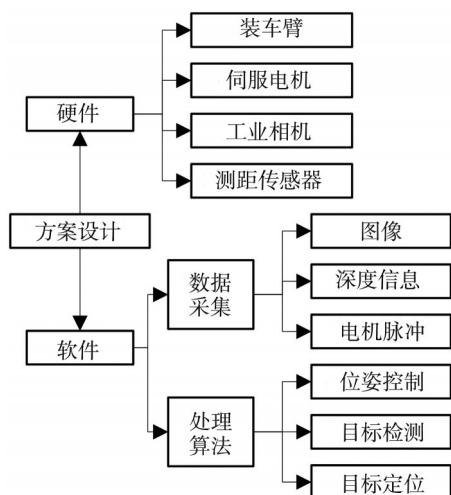 装车臂
伺服电机
硬件
工业相机
测距传感器
方案设计
图像
数据
采集
深度信息
软件
电机脉冲
位姿控制
处理
算法
目标检测
目标定位